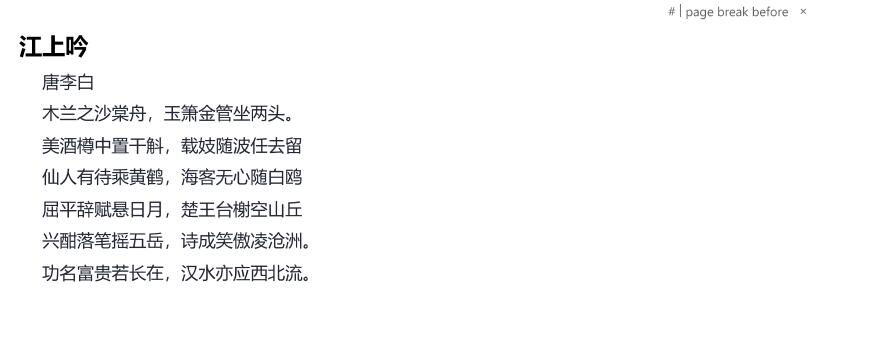 # | page break before ×
江上吟
唐李白
木兰之沙棠舟，玉箫金管坐两头。
美酒樽中置干斛，载妓随波任去留
仙人有待乘黄鹤，海客无心随白鸥
屈平辞赋悬日月，楚王台榭空山丘
兴酣落笔摇五岳，诗成笑傲凌沧洲。
功名富贵若长在，汉水亦应西北流。